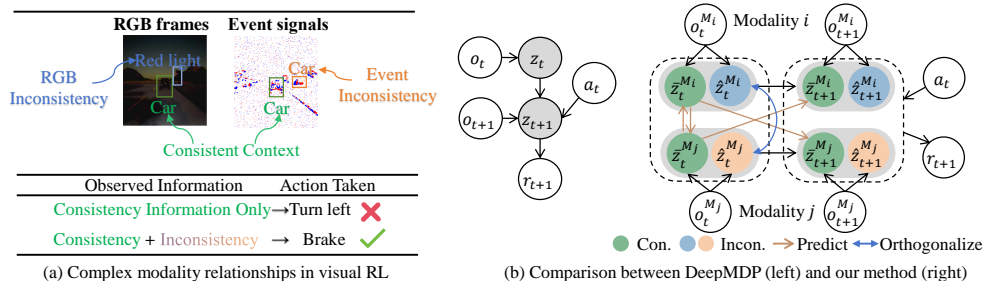 RGB frames Event signals
Red light
RGB
Inconsistency
Car
Car
Car
Event
Inconsistency
Consistent Context
Observed Information Action Taken
Consistency Information Only →Turn left
Consistency + Inconsistency → Brake
(a) Complex modality relationships in visual RL
o_t
z_t
a_t
o_{t+1}
z_{t+1}
r_{t+1}
o_t^{M_i} Modality i o_{t+1}^{M_i}
z̄_t^{M_i} ẑ_t^{M_i} z̄_{t+1}^{M_i} ẑ_{t+1}^{M_i} a_t
z̄_t^{M_j} ẑ_t^{M_j} z̄_{t+1}^{M_j} ẑ_{t+1}^{M_j} r_{t+1}
o_t^{M_j} Modality j o_{t+1}^{M_j}
Con. Incon. Predict Orthogonalize
(b) Comparison between DeepMDP (left) and our method (right)